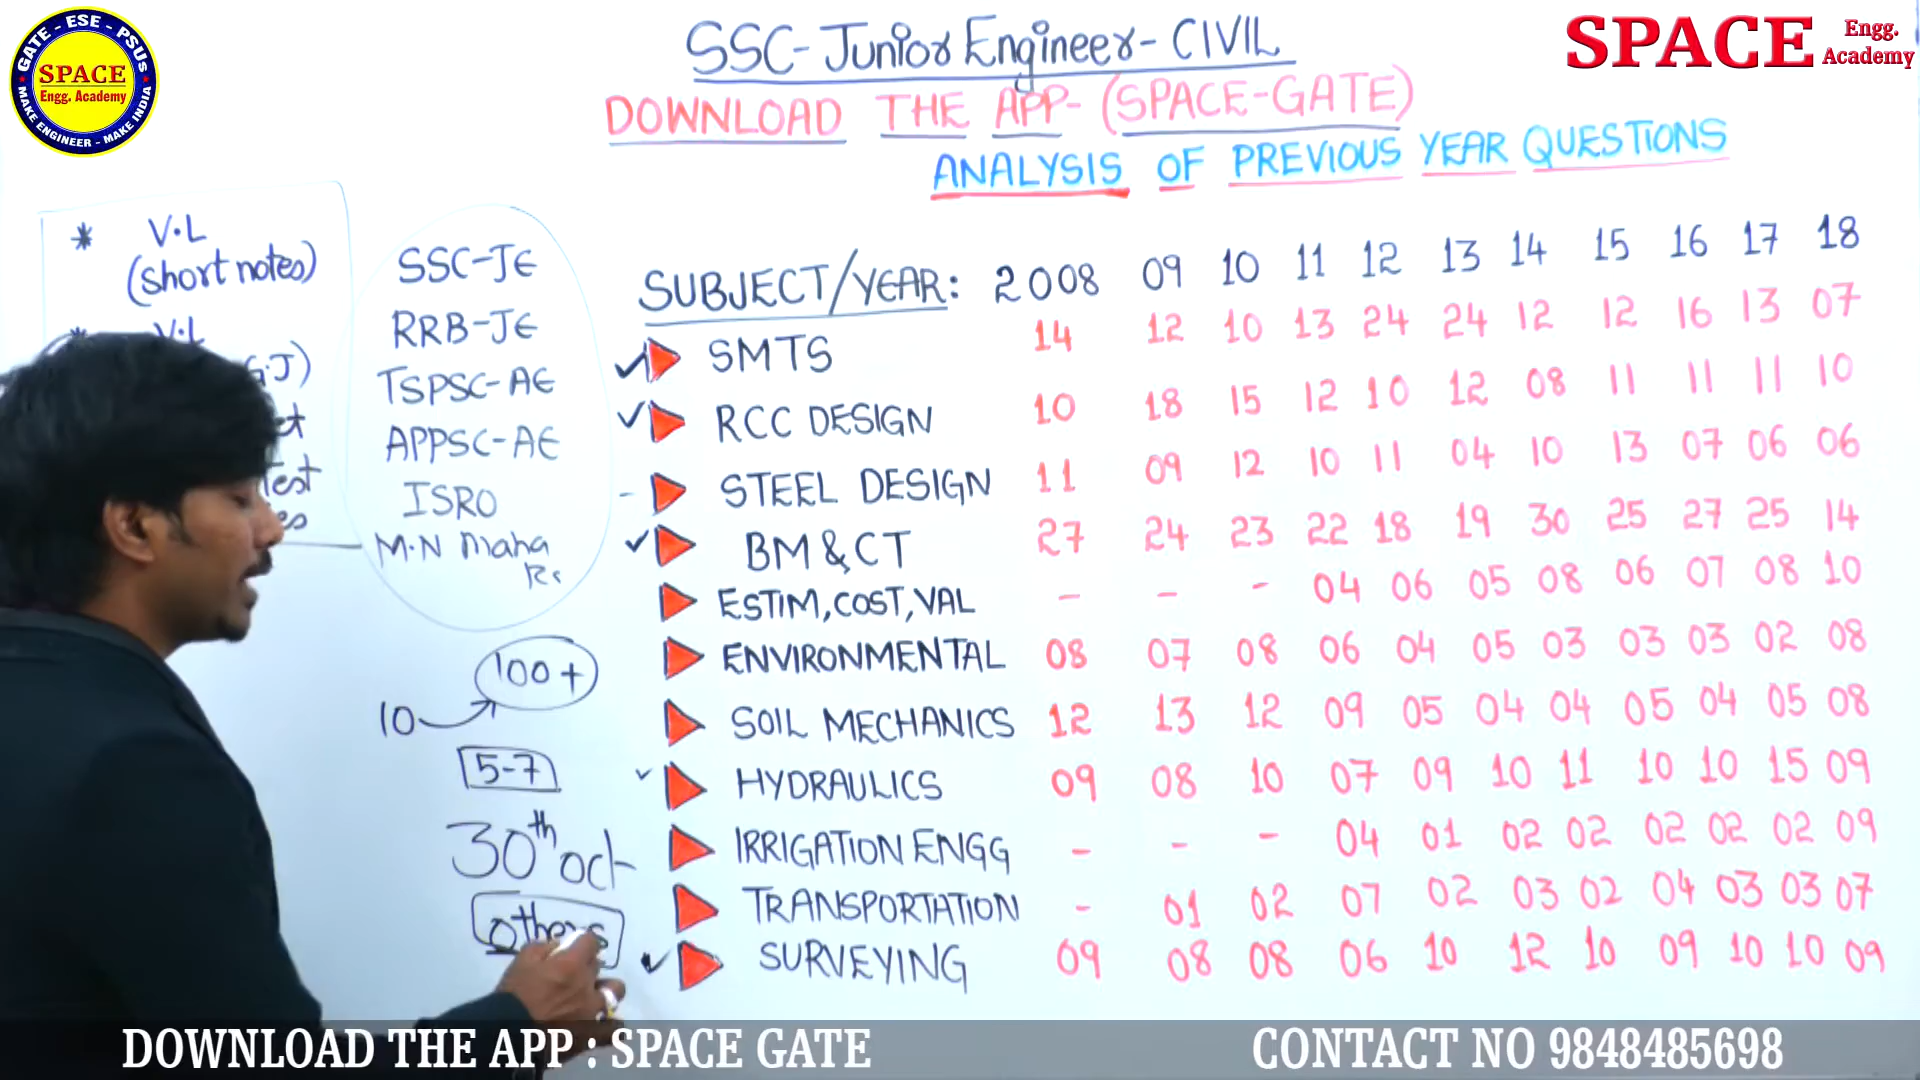 GATE - ESE - PSUs
SPACE
Engg. Academy
MAKE ENGINEER - MAKE INDIA
SSC-Junior Engineer-CIVIL
SPACE Engg. Academy
DOWNLOAD THE APP-(SPACE-GATE)
ANALYSIS OF PREVIOUS YEAR QUESTIONS
* V.L
(Short notes)
V.L
SSC-JE
RRB-JE
TSPSC-AE
APPSC-AE
ISRO
M.N Maha
100+
10
5-7
30th oct
others
SUBJECT/YEAR: 2008 09 10 11 12 13 14 15 16 17 18
SMTS 14 12 10 13 24 24 12 12 16 13 07
RCC DESIGN 10 18 15 12 10 12 08 11 11 11 10
STEEL DESIGN 11 09 12 10 11 04 10 13 07 06 06
BM & CT 27 24 23 22 18 19 30 25 27 25 14
ESTIM, COST, VAL - - - 04 06 05 08 06 07 08 10
ENVIRONMENTAL 08 07 08 06 04 05 03 03 03 02 08
SOIL MECHANICS 12 13 12 09 05 04 04 05 04 05 08
HYDRAULICS 09 08 10 07 09 10 11 10 10 15 09
IRRIGATION ENGG - - - 04 01 02 02 02 02 02 09
TRANSPORTATION - 01 02 07 02 03 02 04 03 03 07
SURVEYING 09 08 08 06 10 12 10 09 10 10 09
DOWNLOAD THE APP : SPACE GATE
CONTACT NO 9848485698